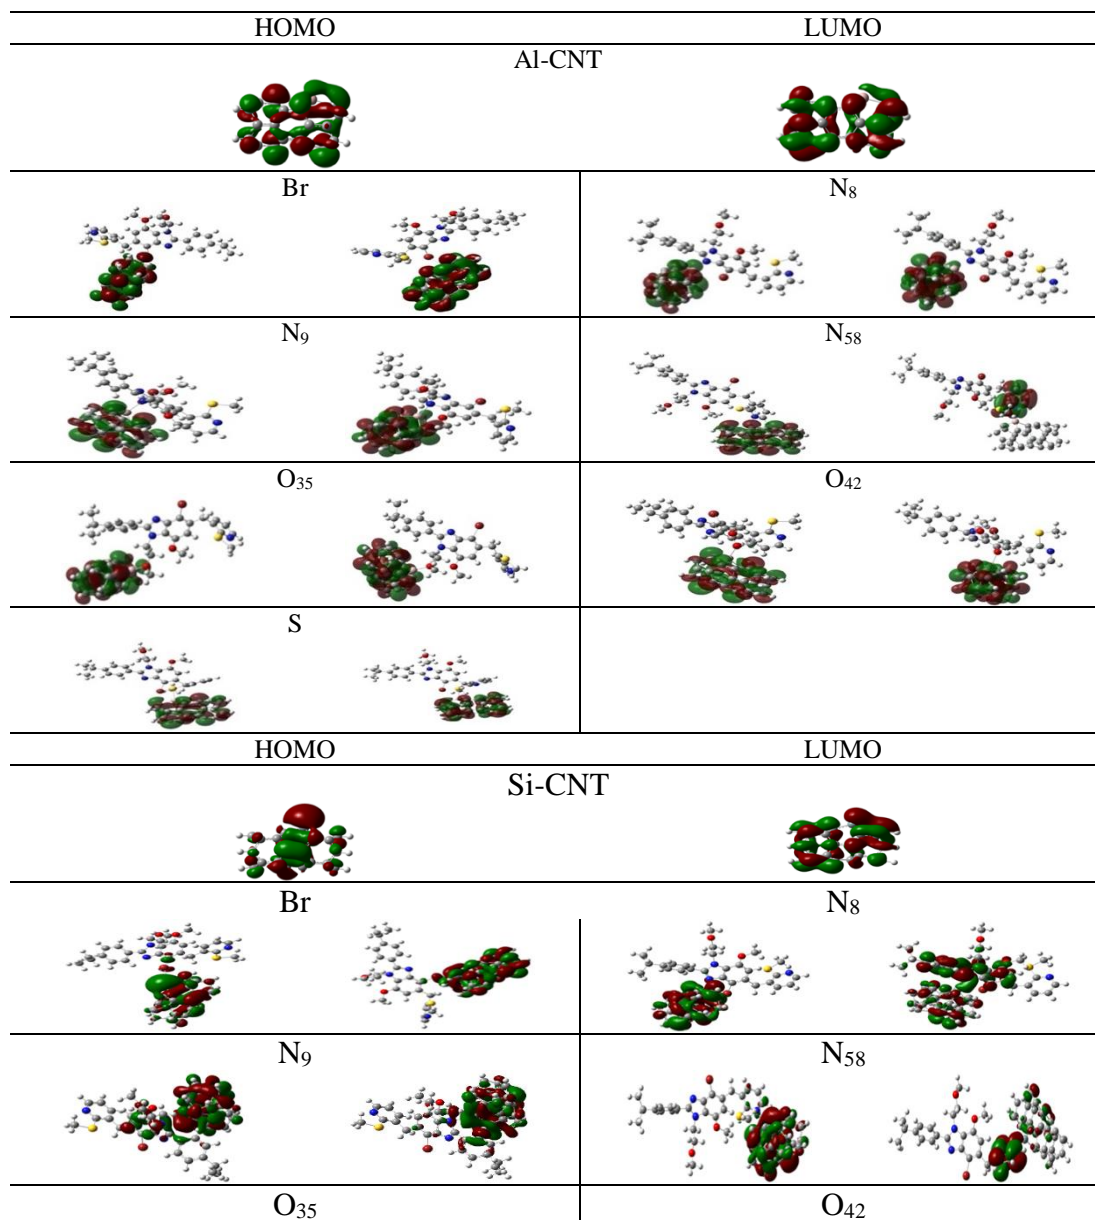 HOMO LUMO
Al-CNT
Br N₈
N₉ N₅₈
O₃₅ O₄₂
S
HOMO LUMO
Si-CNT
Br N₈
N₉ N₅₈
O₃₅ O₄₂